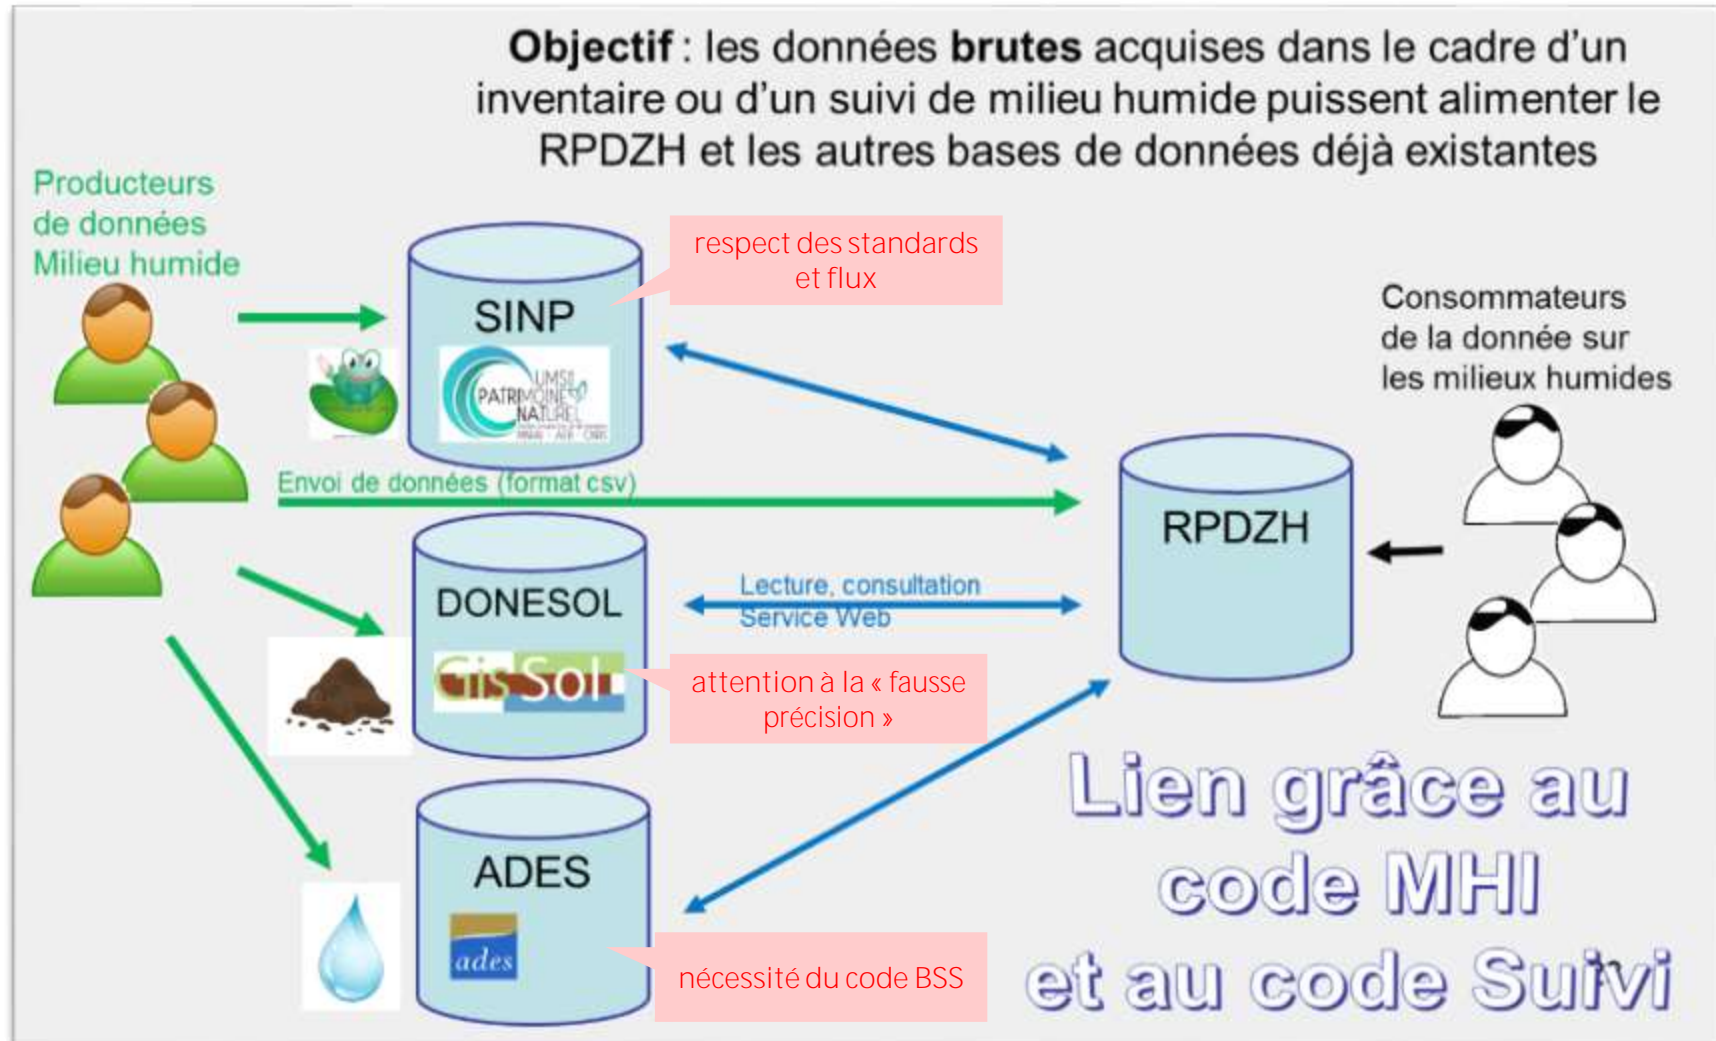 Objectif : les données brutes acquises dans le cadre d'un
inventaire ou d'un suivi de milieu humide puissent alimenter le
RPDZH et les autres bases de données déjà existantes
Producteurs
de données
Milieu humide
respect des standards
et flux
SINP
UMS
PATRIMOINE
NATUREL
Consommateurs
de la donnée sur
les milieux humides
Envoi de données (format csv)
RPDZH
DONESOL
Lecture, consultation
Service Web
Gis Sol
attention à la « fausse
précision »
ADES
ades
nécessité du code BSS
Lien grâce au
code MHI
et au code Suivi